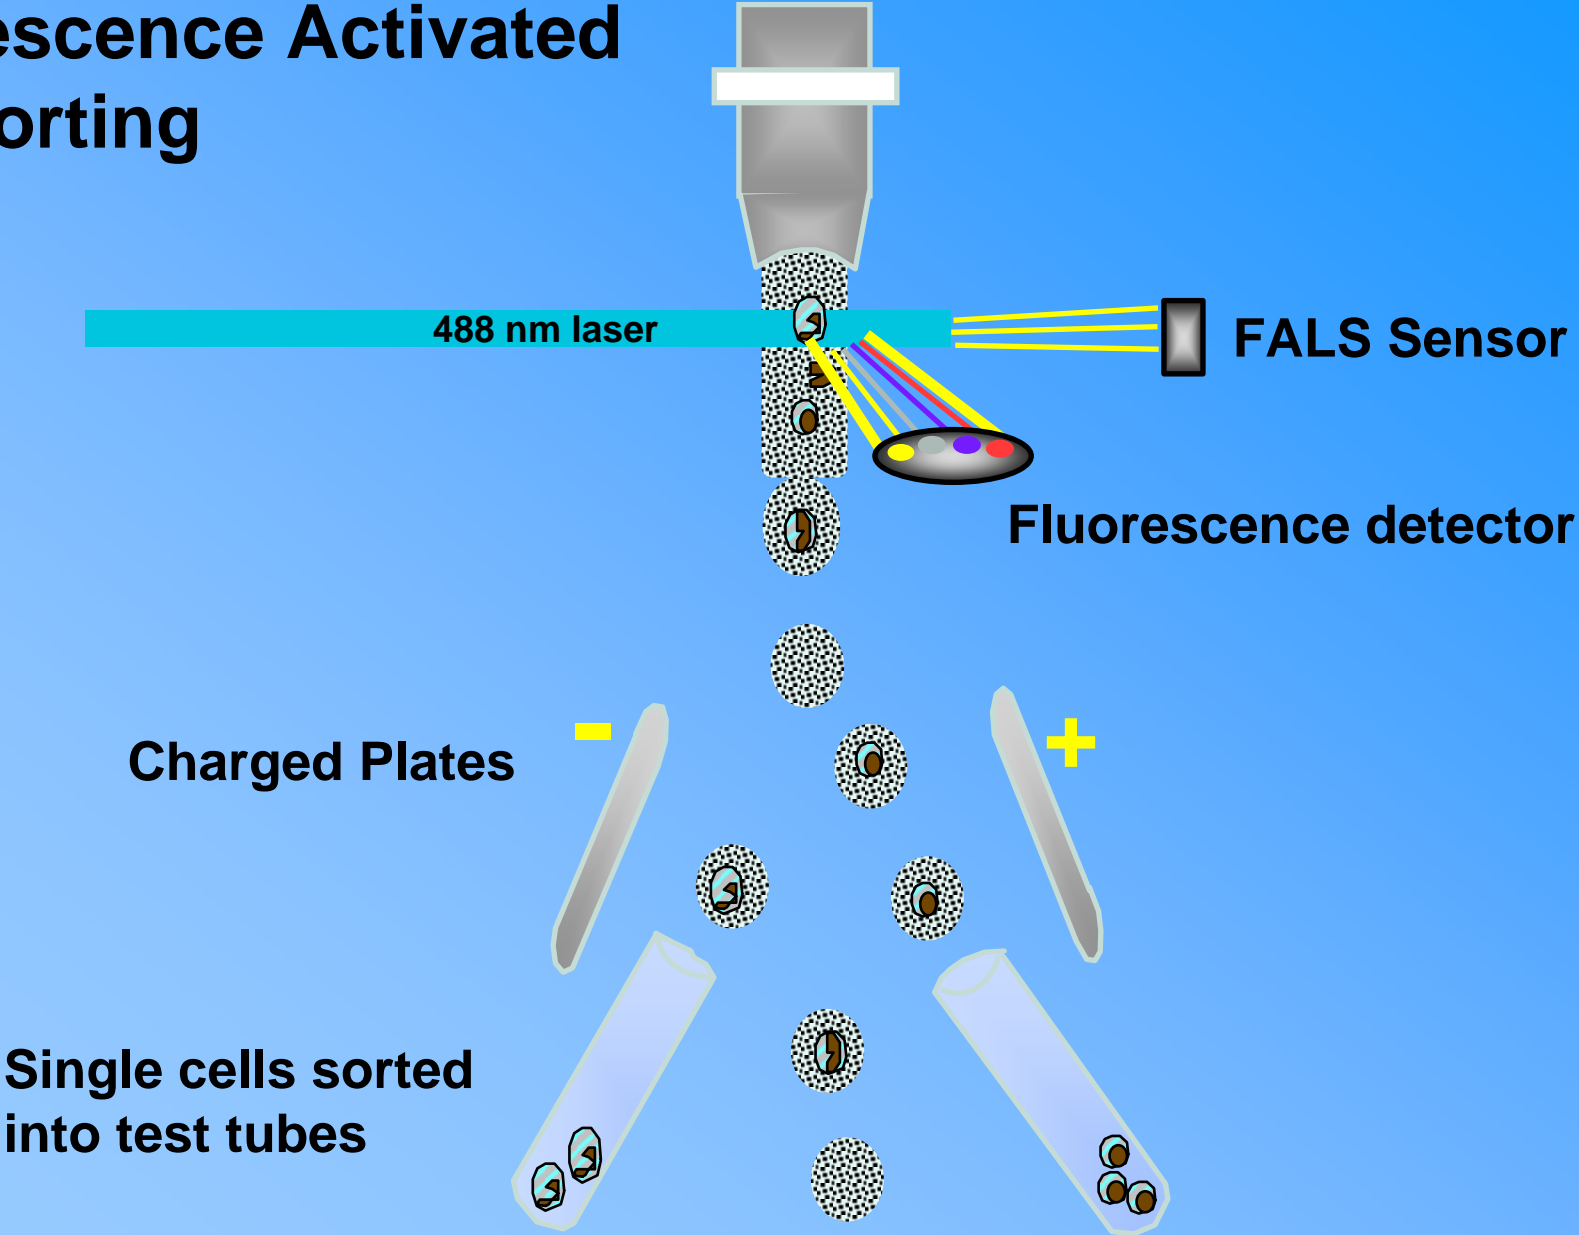 escence Activated
orting
488 nm laser
FALS Sensor
Fluorescence detector
-
+
Charged Plates
Single cells sorted
into test tubes